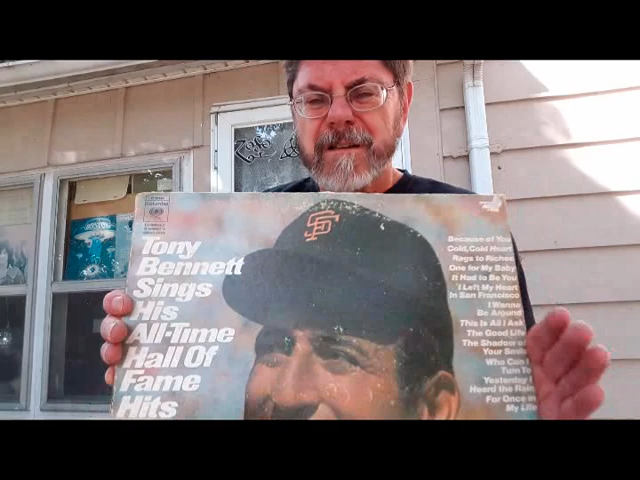 ZOSO
SF
Columbia
Tony
Bennett
Sings
His
All-Time
Hall Of
Fame
Hits
Because of You
Cold, Cold Heart
Rags to Riches
One for My Baby
It Had to Be You
I Left My Heart
In San Francisco
I Wanna
Be Around
This Is All I Ask
The Good Life
The Shadow of
Your Smile
Who Can I
Turn To
Yesterday I
Heard the Rain
For Once in
My Life